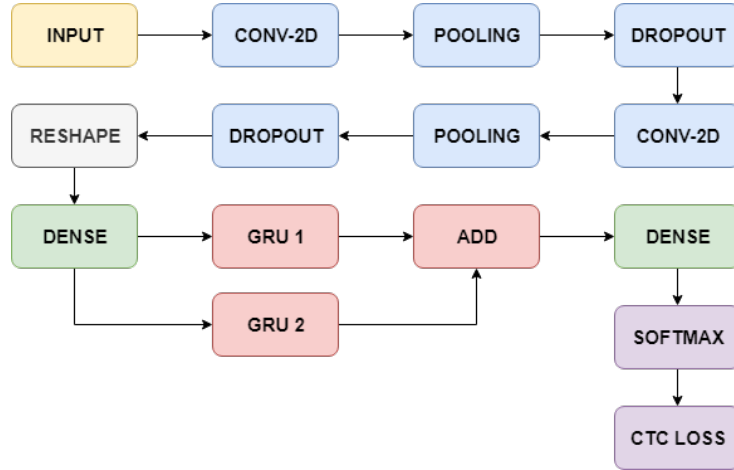 INPUT
CONV-2D
POOLING
DROPOUT
RESHAPE
DROPOUT
POOLING
CONV-2D
DENSE
GRU 1
ADD
DENSE
GRU 2
SOFTMAX
CTC LOSS